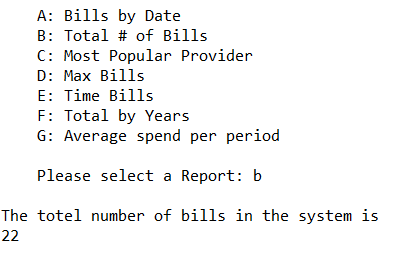 A: Bills by Date
B: Total # of Bills
C: Most Popular Provider
D: Max Bills
E: Time Bills
F: Total by Years
G: Average spend per period
Please select a Report: b
The totel number of bills in the system is
22